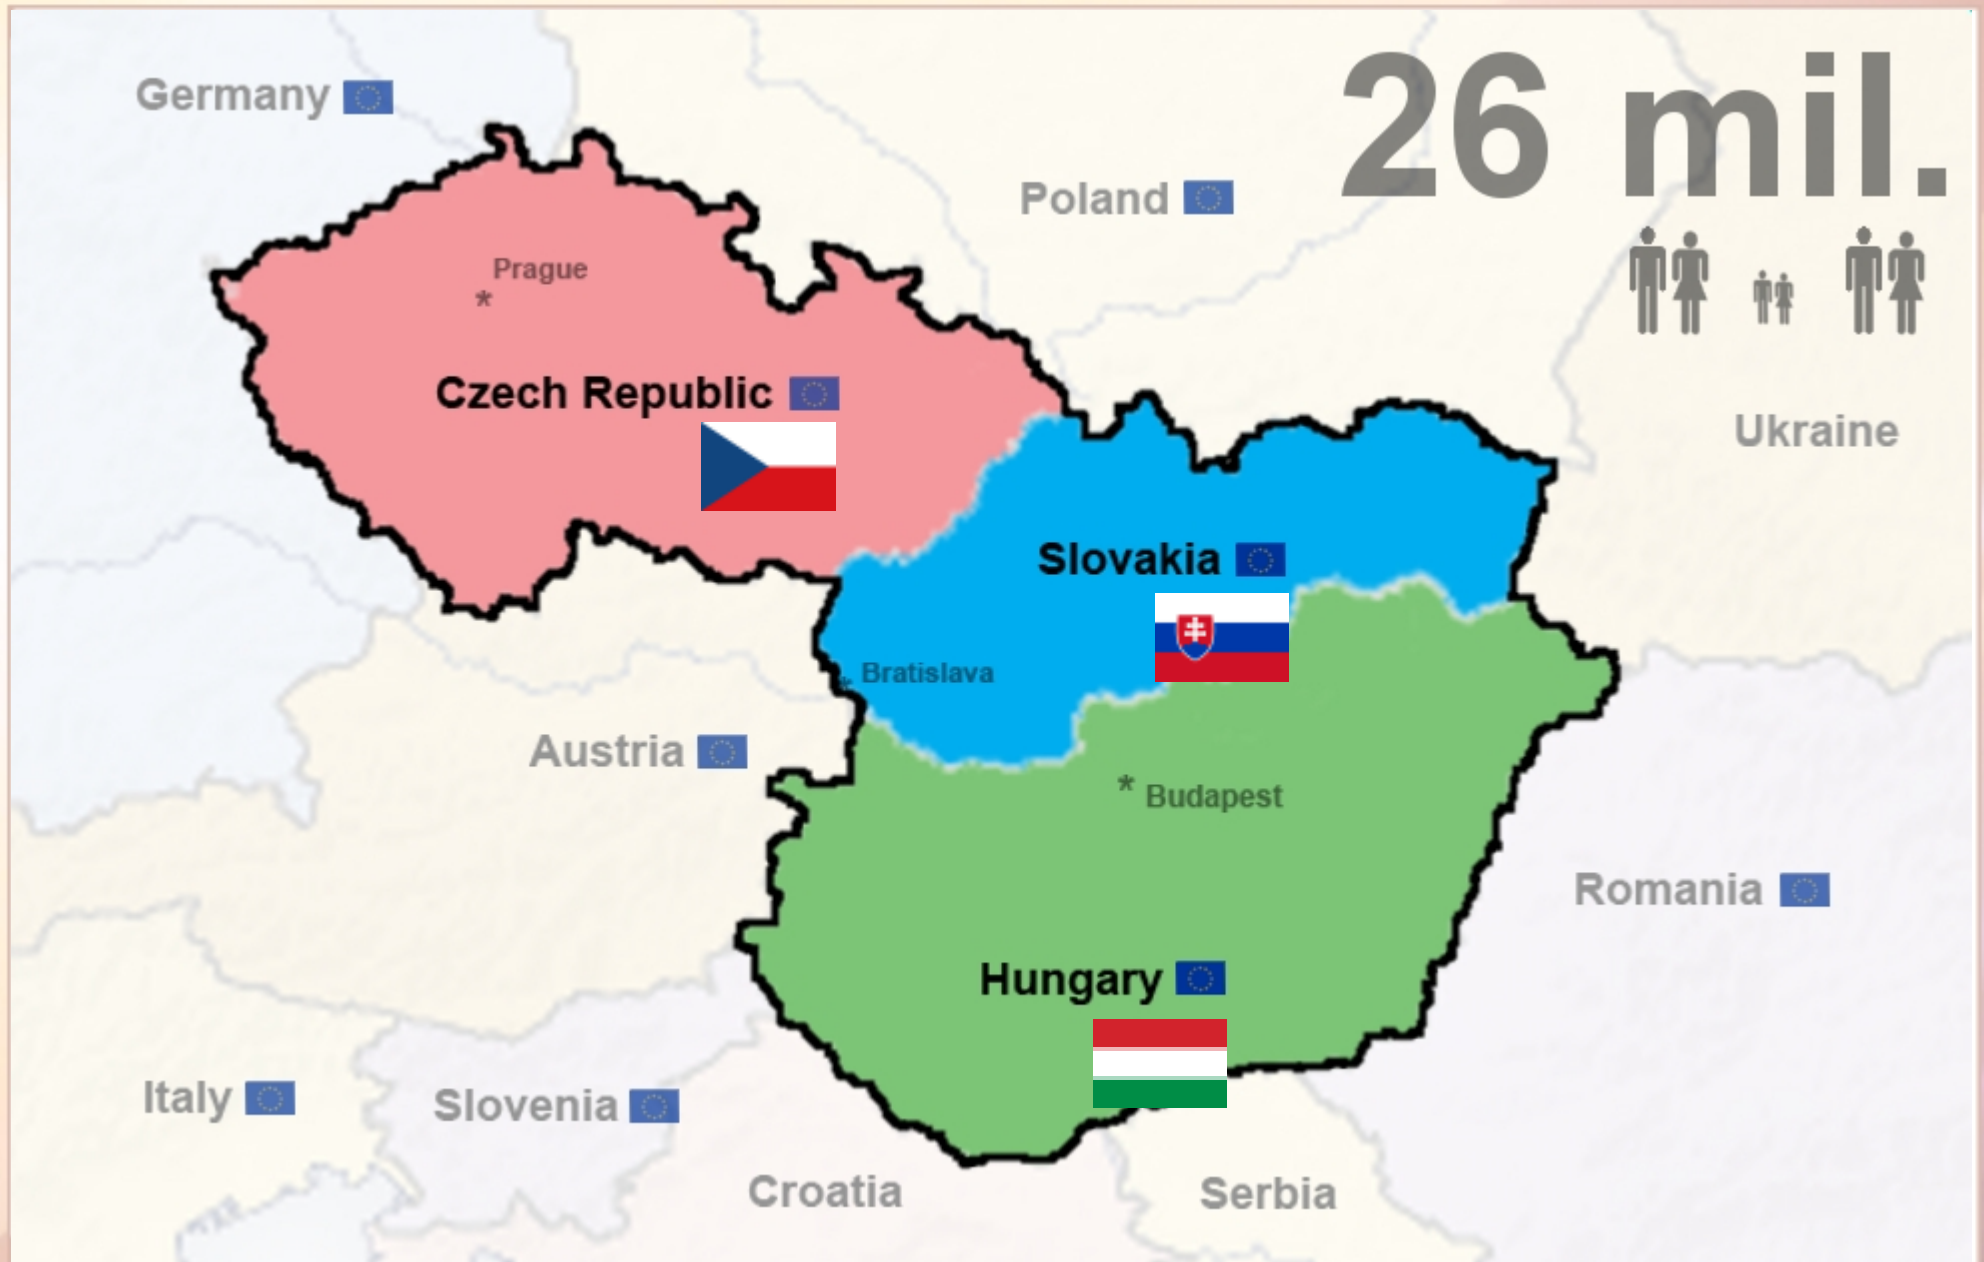 Germany
26 mil.
Poland
Prague
*
Czech Republic
Ukraine
Slovakia
* Bratislava
Austria
* Budapest
Romania
Hungary
Italy
Slovenia
Croatia
Serbia